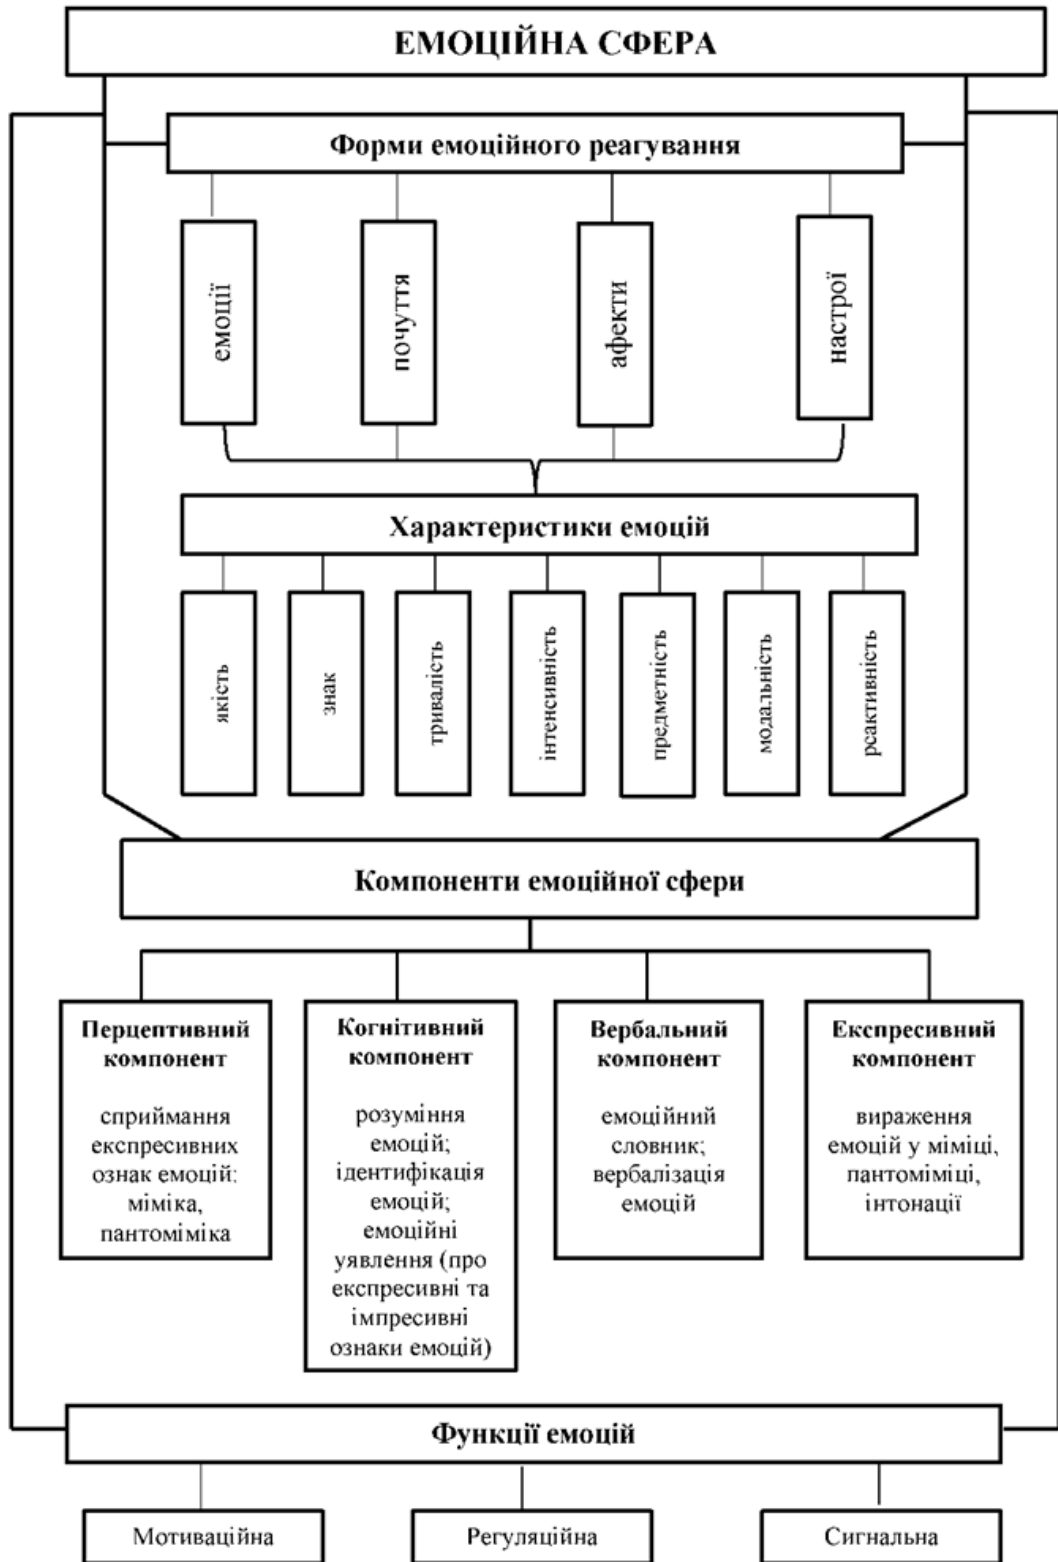 ЕМОЦІЙНА СФЕРА
Форми емоційного реагування
емоції
почуття
афекти
настрої
Характеристики емоцій
якість
знак
тривалість
інтенсивність
предметність
модальність
реактивність
Компоненти емоційної сфери
Перцептивний
компонент
сприймання
експресивних
ознак емоцій:
міміка,
пантоміміка
Когнітивний
компонент
розуміння
емоцій;
ідентифікація
емоцій;
емоційні
уявлення (про
експресивні та
імпресивні
ознаки емоцій)
Вербальний
компонент
емоційний
словник;
вербалізація
емоцій
Експресивний
компонент
вираження
емоцій у міміці,
пантоміміці,
інтонації
Функції емоцій
Мотиваційна
Регуляційна
Сигнальна